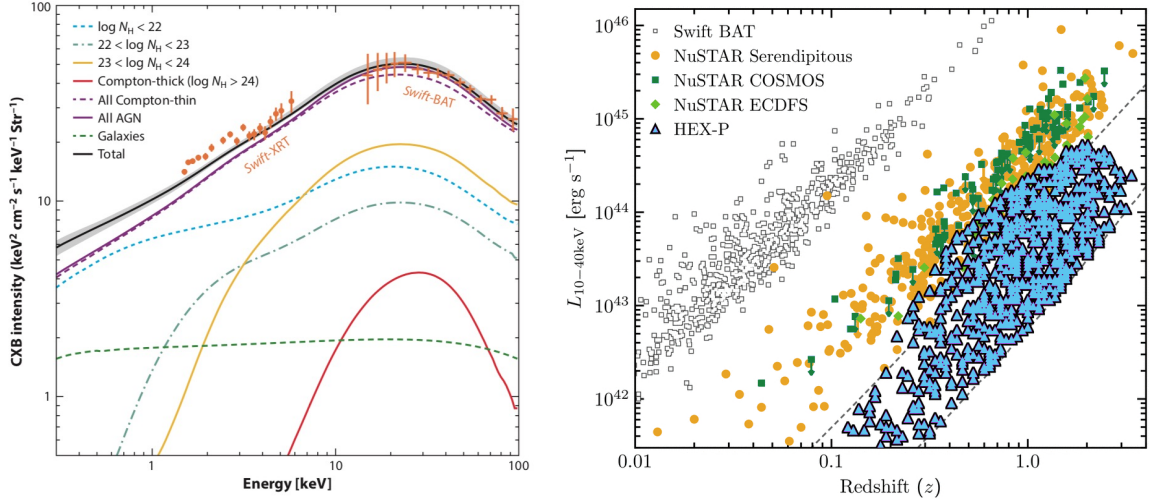 CXB intensity (keV² cm⁻² s⁻¹ keV⁻¹ Str⁻¹)
100
10
1
log N_H < 22
22 < log N_H < 23
23 < log N_H < 24
Compton-thick (log N_H > 24)
All Compton-thin
All AGN
Galaxies
Total
Swift-XRT
Swift-BAT
1
10
100
Energy [keV]
L₁₀₋₄₀ₖₑᵥ [erg s⁻¹]
10⁴⁶
10⁴⁵
10⁴⁴
10⁴³
10⁴²
Swift BAT
NuSTAR Serendipitous
NuSTAR COSMOS
NuSTAR ECDFS
HEX-P
0.01
0.1
1.0
Redshift (z)